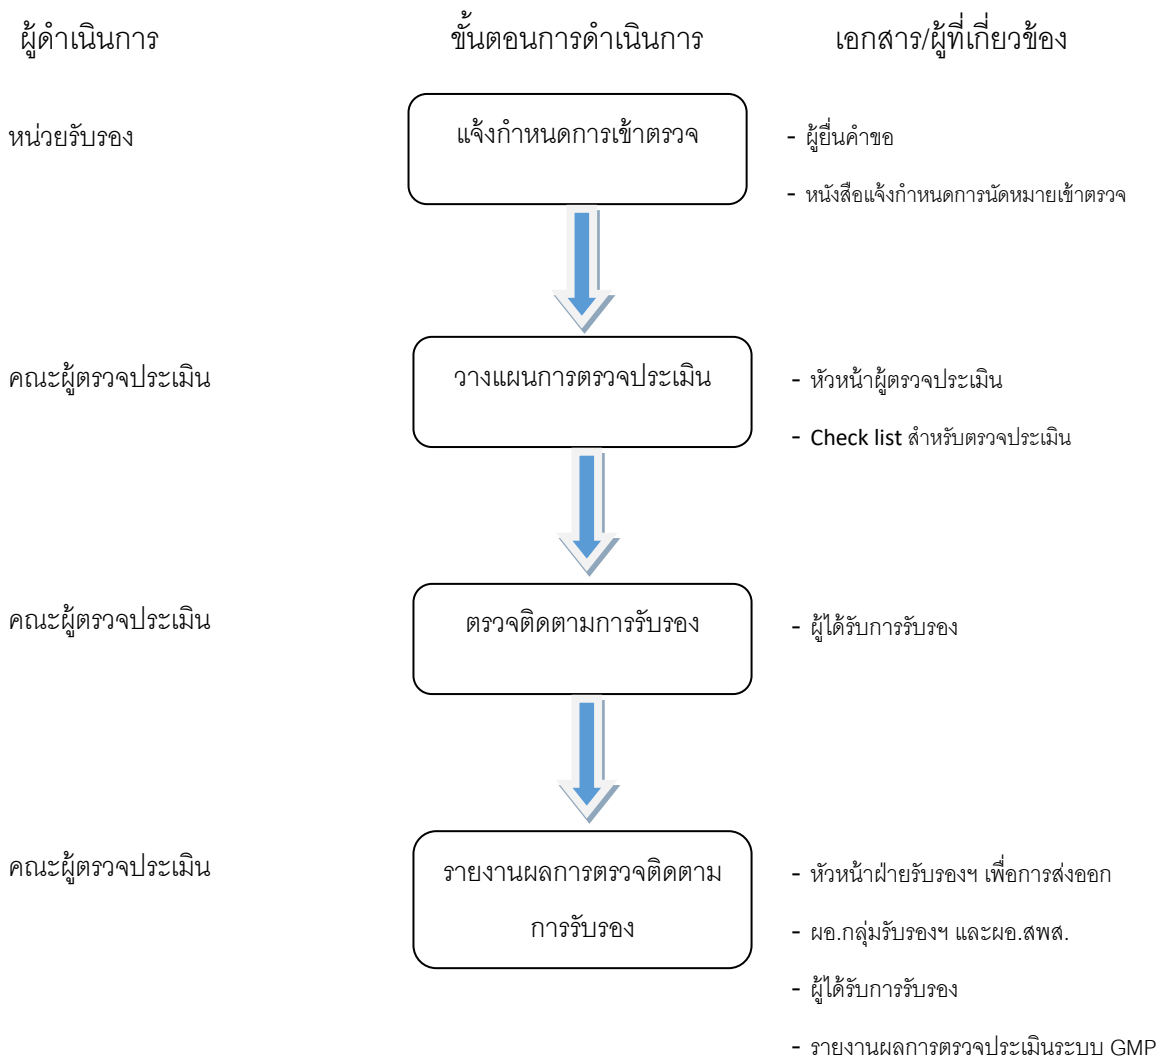 ผู้ดำเนินการ ขั้นตอนการดำเนินการ เอกสาร/ผู้ที่เกี่ยวข้อง
หน่วยรับรอง แจ้งกำหนดการเข้าตรวจ - ผู้ยื่นคำขอ
- หนังสือแจ้งกำหนดการนัดหมายเข้าตรวจ
คณะผู้ตรวจประเมิน วางแผนการตรวจประเมิน - หัวหน้าผู้ตรวจประเมิน
- Check list สำหรับตรวจประเมิน
คณะผู้ตรวจประเมิน ตรวจติดตามการรับรอง - ผู้ได้รับการรับรอง
คณะผู้ตรวจประเมิน รายงานผลการตรวจติดตาม - หัวหน้าฝ่ายรับรองฯ เพื่อการส่งออก
การรับรอง - ผอ.กลุ่มรับรองฯ และผอ.สพส.
- ผู้ได้รับการรับรอง
- รายงานผลการตรวจประเมินระบบ GMP